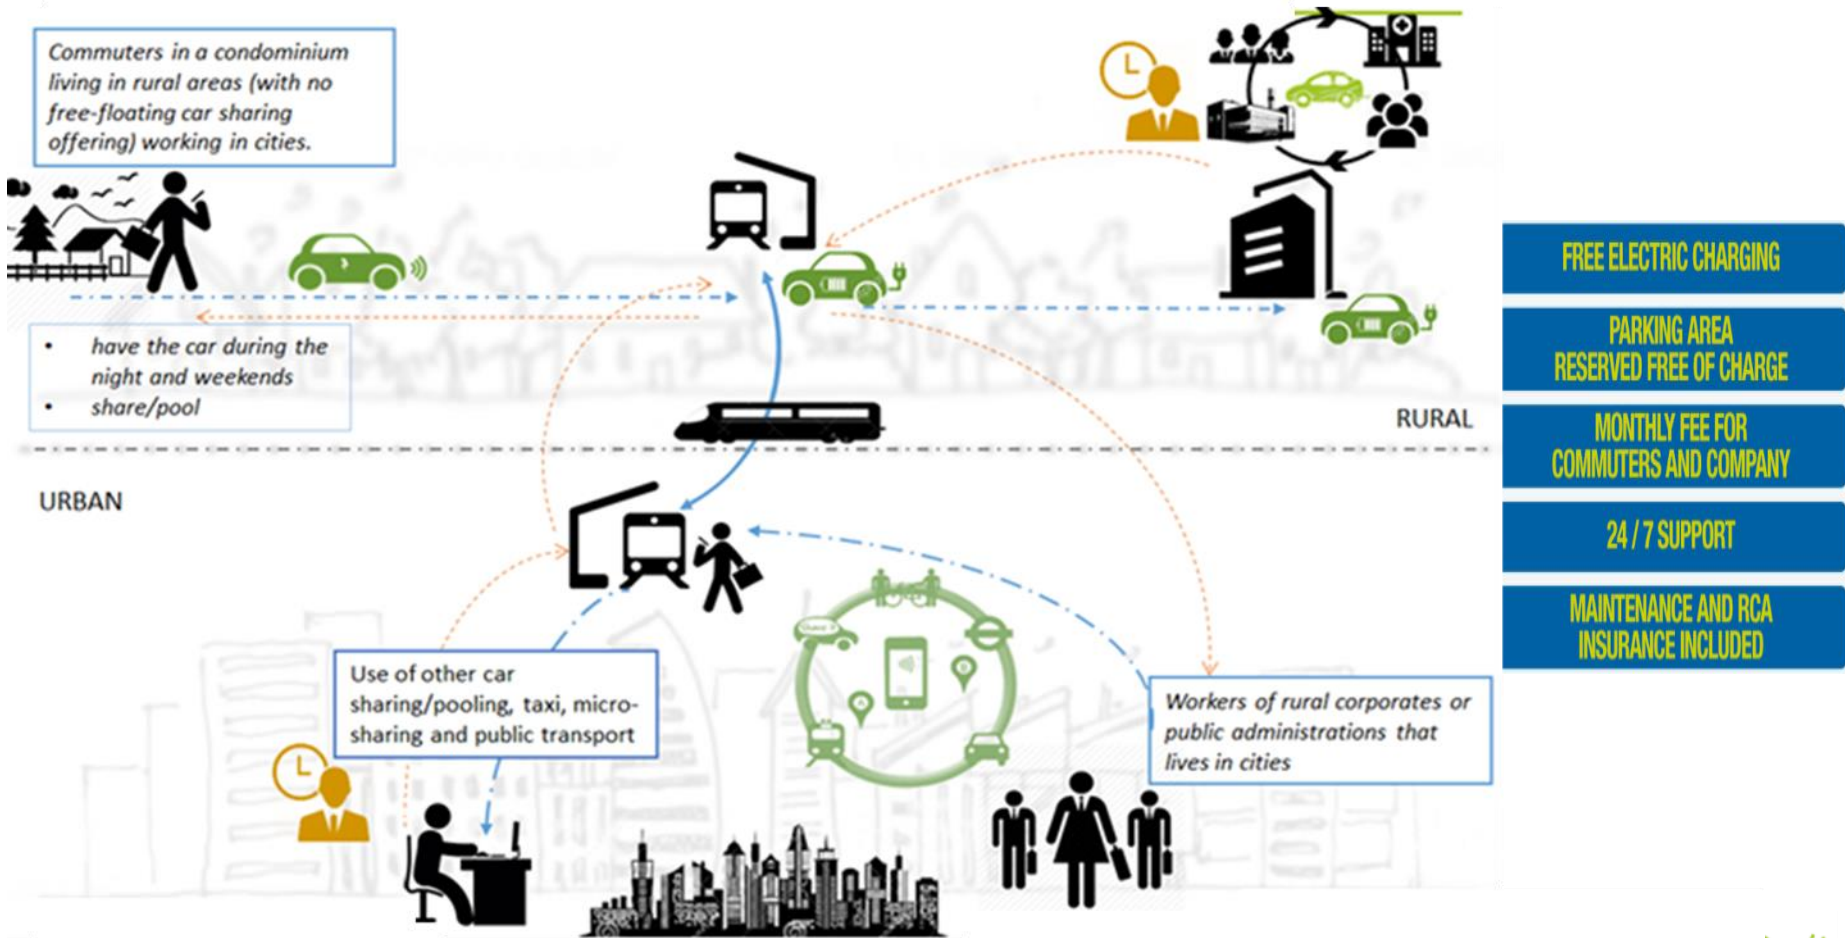 Commuters in a condominium
living in rural areas (with no
free-floating car sharing
offering) working in cities.
• have the car during the
night and weekends
• share/pool
RURAL
URBAN
Use of other car
sharing/pooling, taxi, micro-
sharing and public transport
Workers of rural corporates or
public administrations that
lives in cities
FREE ELECTRIC CHARGING
PARKING AREA
RESERVED FREE OF CHARGE
MONTHLY FEE FOR
COMMUTERS AND COMPANY
24 / 7 SUPPORT
MAINTENANCE AND RCA
INSURANCE INCLUDED